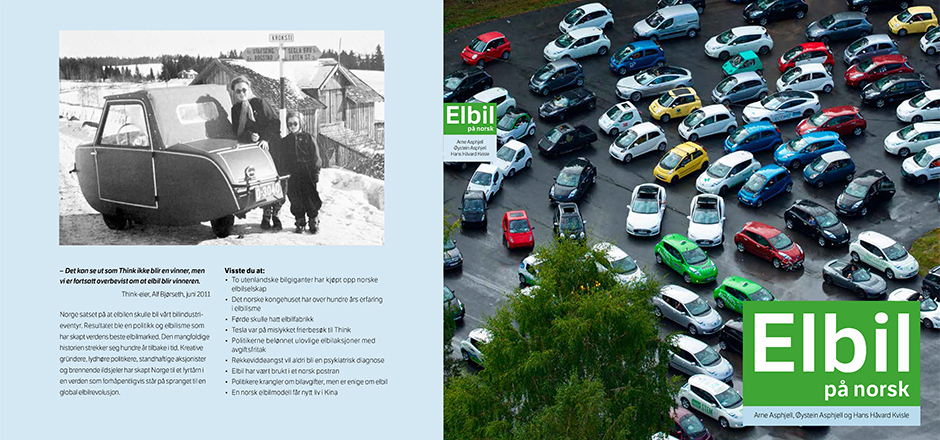 KRONSTI
– Det kan se ut som Think ikke blir en vinner, men
vi er fortsatt overbevist om at elbil blir vinneren.
Think-eier, Alf Bjørseth, juni 2011
Norge satset på at elbilen skulle bli vårt bilindustri-
eventyr. Resultatet ble en politikk og elbilisme som
har skapt verdens beste elbilmarked. Den mangfoldige
historien strekker seg hundre år tilbake i tid. Kreative
gründere, lydhøre politikere, standhaftige aksjonister
og brennende ildsjeler har skapt Norge til et fyrtårn i
en verden som forhåpentligvis står på spranget til en
global elbilrevolusjon.
Visste du at:
• To utenlandske bilgiganter har kjøpt opp norske
elbilselskap
• Det norske kongehuset har over hundre års erfaring
i elbilisme
• Førde skulle hatt elbilfabrikk
• Tesla var på mislykket frierbesøk til Think
• Politikerne belønnet ulovlige elbilaksjoner med
avgiftsfritak
• Rekkeviddeangst vil aldri bli en psykiatrisk diagnose
• Elbil har vært brukt i et norsk postran
• Politikere krangler om bilavgifter, men er enige om elbil
• En norsk elbilmodell får nytt liv i Kina
Elbil
på norsk
Arne Asphjell
Øystein Asphjell
Hans Håvard Kvisle
Elbil
på norsk
Arne Asphjell, Øystein Asphjell og Hans Håvard Kvisle